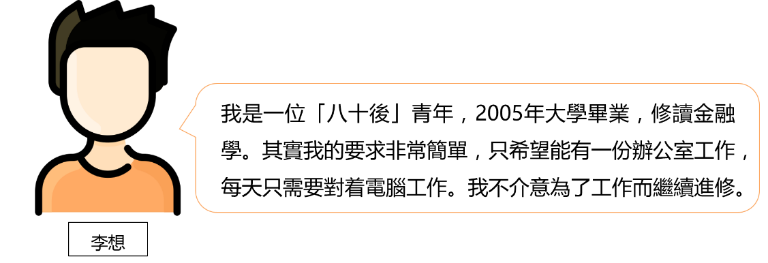 我是一位「八十後」青年，2005年大學畢業，修讀金融
學。其實我的要求非常簡單，只希望能有一份辦公室工作，
每天只需要對着電腦工作。我不介意為了工作而繼續進修。
李想